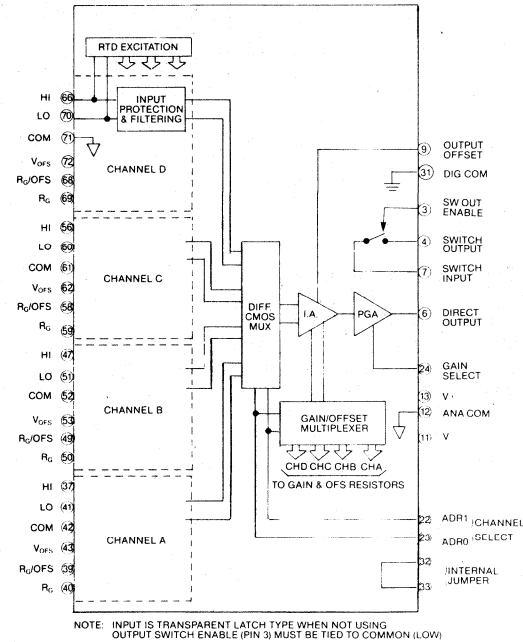 RTD EXCITATION
HI 66
LO 70
COM 71
VOFS 72
RG/OFS 68
RG 69
INPUT
PROTECTION
& FILTERING
CHANNEL D
HI 56
LO 60
COM 61
VOFS 62
RG/OFS 58
RG 59
CHANNEL C
HI 47
LO 51
COM 52
VOFS 53
RG/OFS 49
RG 50
CHANNEL B
HI 37
LO 41
COM 42
VOFS 43
RG/OFS 39
RG 40
CHANNEL A
DIFF.
CMOS
MUX
I.A.
PGA
GAIN/OFFSET
MULTIPLEXER
CHD CHC CHB CHA
TO GAIN & OFS RESISTORS
9 OUTPUT
OFFSET
31 DIG COM
3 SW OUT
ENABLE
4 SWITCH
OUTPUT
7 SWITCH
INPUT
6 DIRECT
OUTPUT
24 GAIN
SELECT
13 V
12 ANA COM
11 V
22 ADR1 CHANNEL
23 ADR0 SELECT
32 INTERNAL
33 JUMPER
NOTE: INPUT IS TRANSPARENT LATCH TYPE WHEN NOT USING
OUTPUT SWITCH ENABLE (PIN 3) MUST BE TIED TO COMMON (LOW)